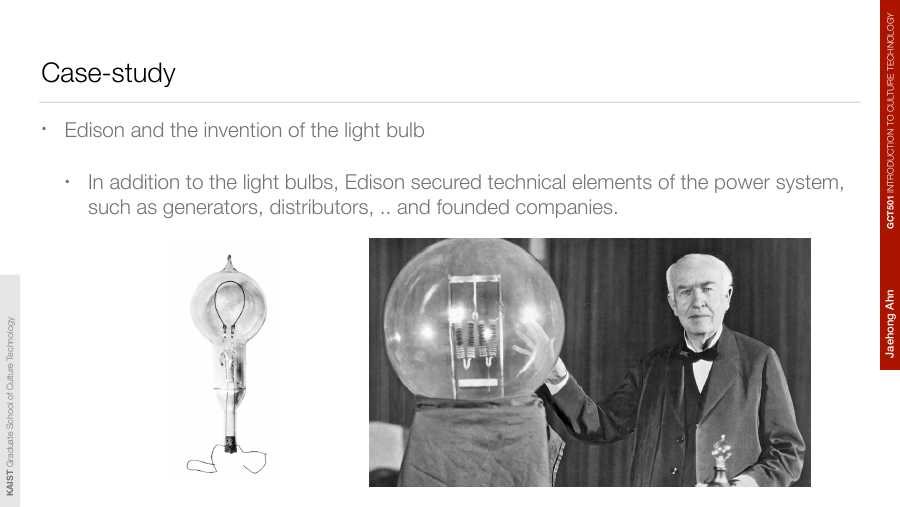 Case-study
• Edison and the invention of the light bulb
• In addition to the light bulbs, Edison secured technical elements of the power system,
such as generators, distributors, .. and founded companies.
GCT501 INTRODUCTION TO CULTURE TECHNOLOGY
Jaehong Ahn
KAIST Graduate School of Culture Technology